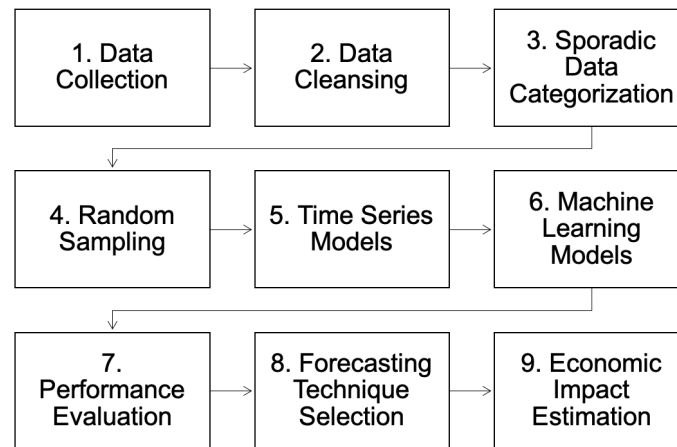 1. Data
Collection
2. Data
Cleansing
3. Sporadic
Data
Categorization
4. Random
Sampling
5. Time Series
Models
6. Machine
Learning
Models
7.
Performance
Evaluation
8. Forecasting
Technique
Selection
9. Economic
Impact
Estimation